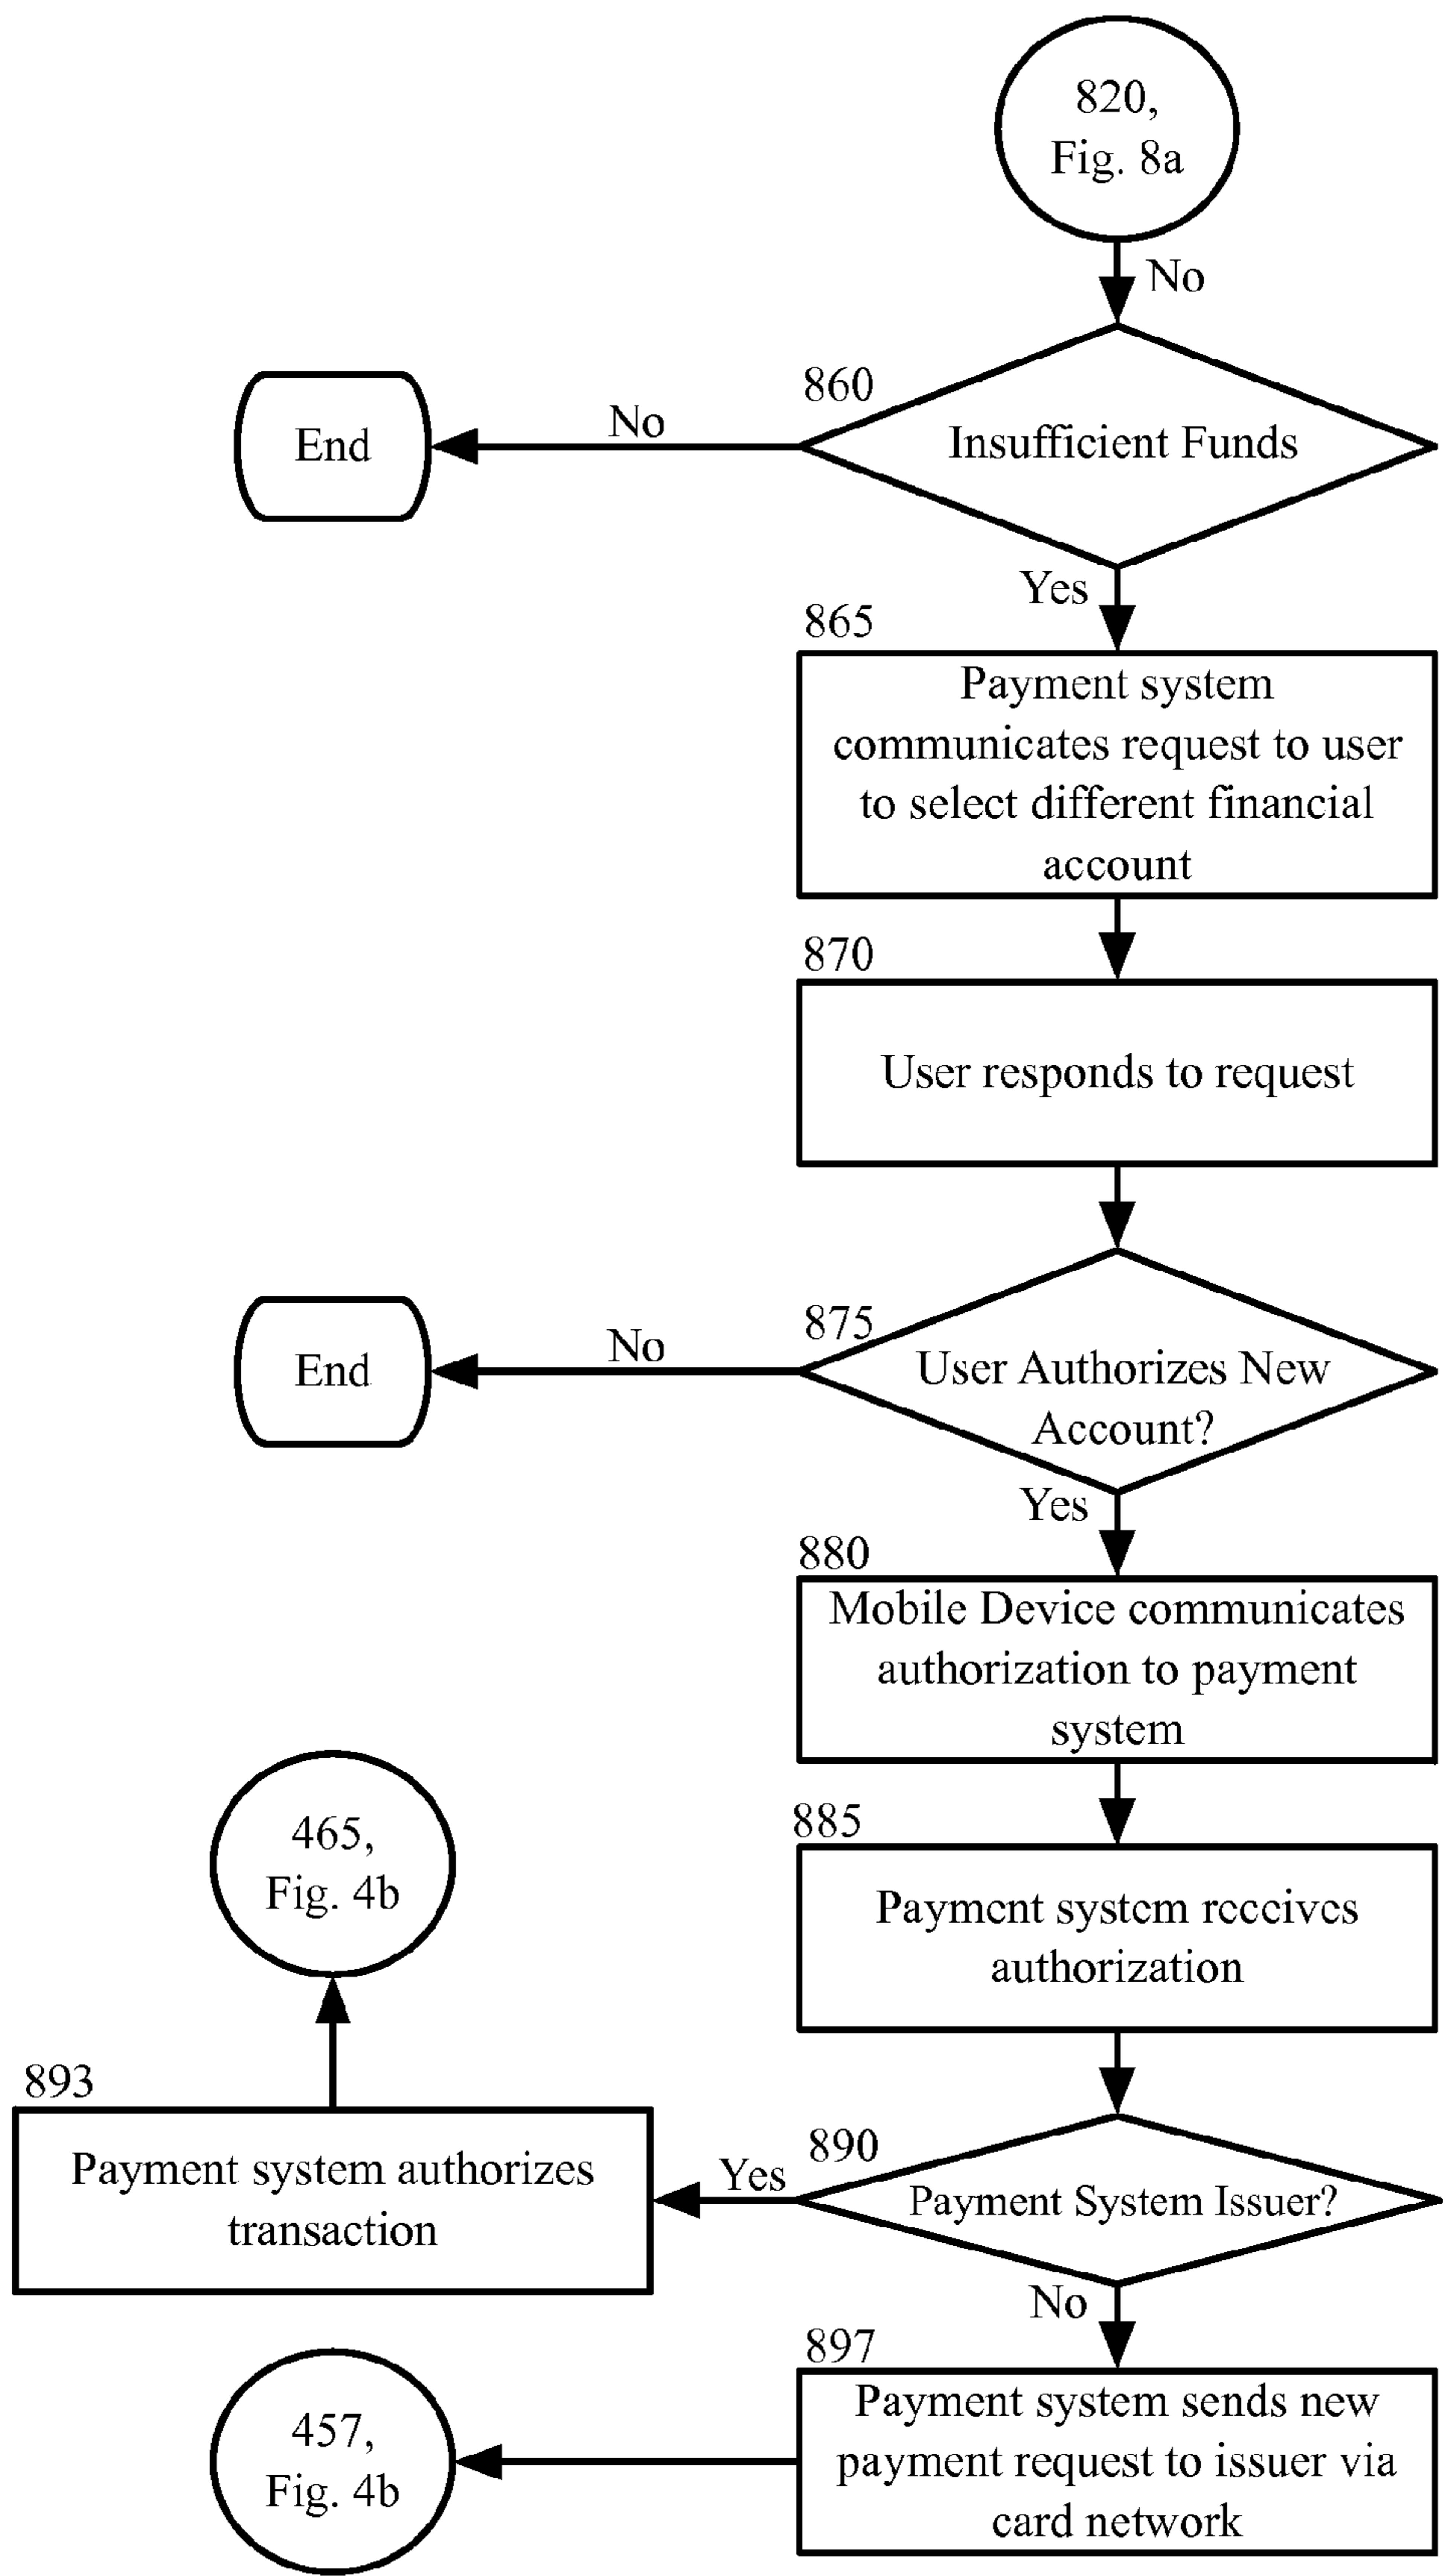 820,
Fig. 8a
No
860
Insufficient Funds
No
End
Yes
865
Payment system
communicates request to user
to select different financial
account
870
User responds to request
875
User Authorizes New
Account?
No
End
Yes
880
Mobile Device communicates
authorization to payment
system
885
Payment system receives
authorization
890
Payment System Issuer?
Yes
893
Payment system authorizes
transaction
465,
Fig. 4b
No
897
Payment system sends new
payment request to issuer via
card network
457,
Fig. 4b